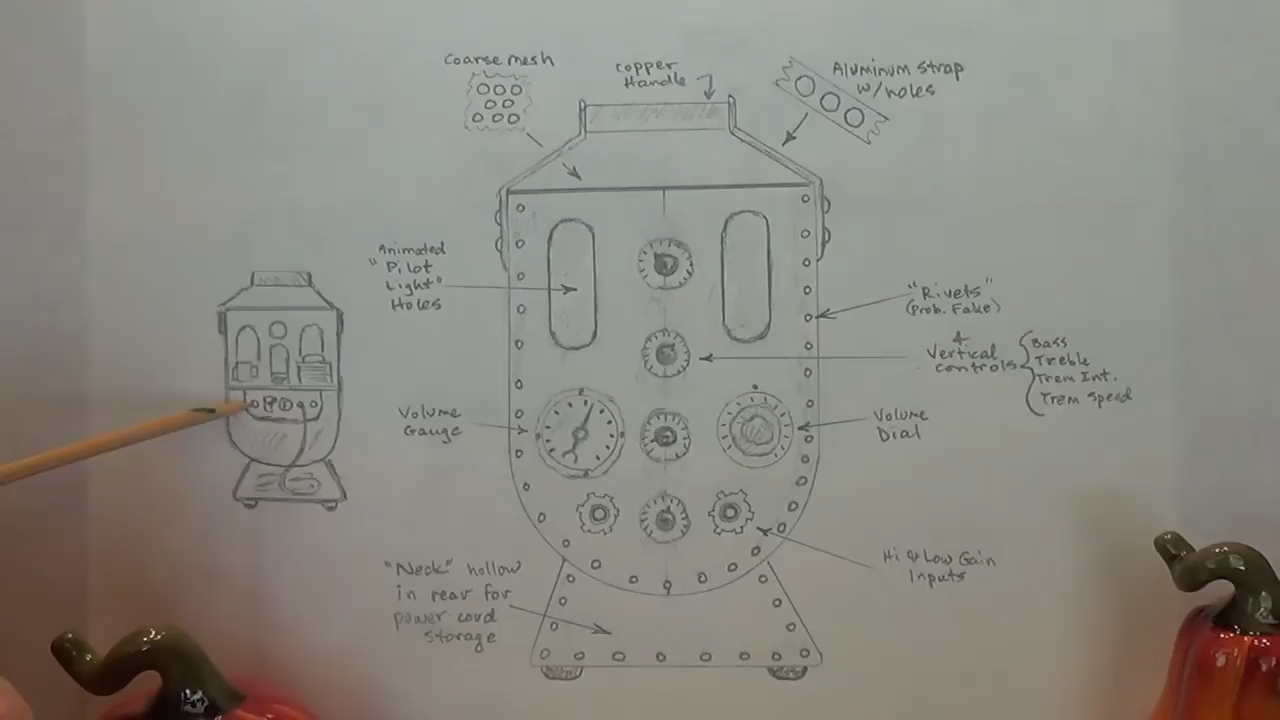 Coarse mesh
Copper
Handle
Aluminum Strap
w/holes
Animated
"Pilot
Light"
Holes
"Rivets"
(Prob. Fake)
4
Vertical
controls
Bass
Treble
Trem Int.
Trem Speed
Volume
Gauge
Volume
Dial
"Neck" hollow
in rear for
power cord
storage
Hi & Low Gain
Inputs